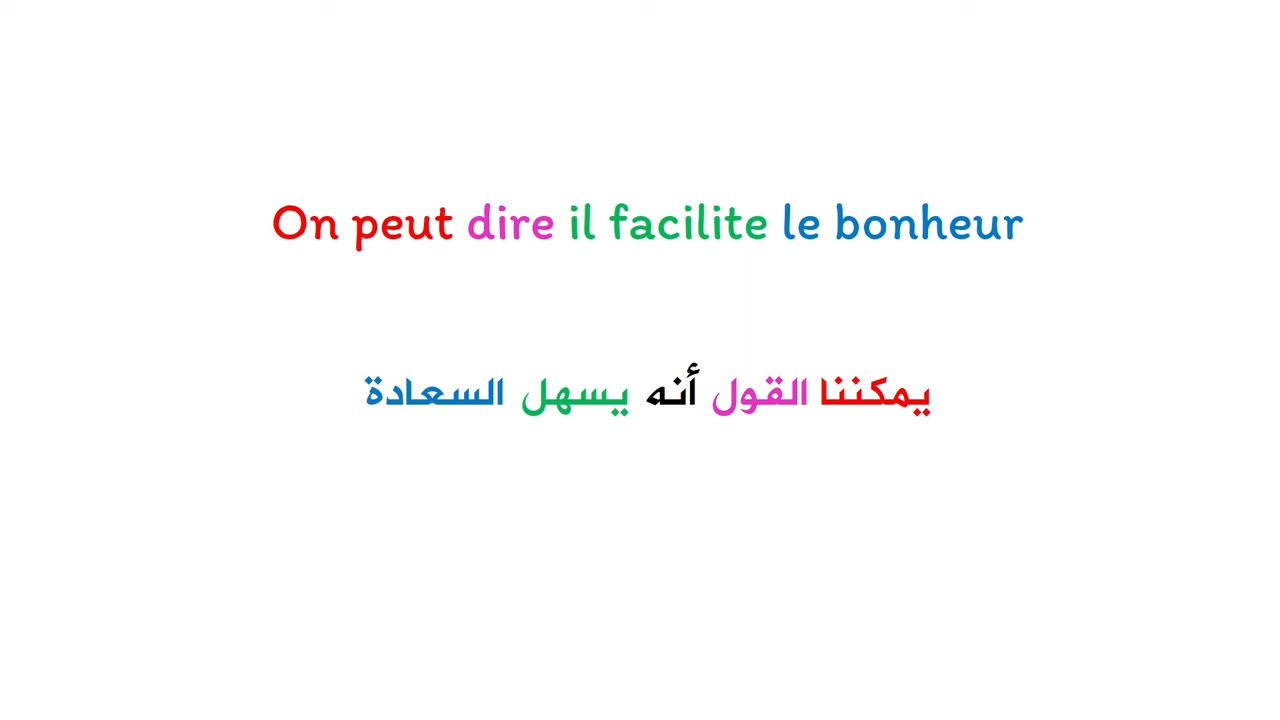 On peut dire il facilite le bonheur
يمكننا القول أنه يسهل السعادة